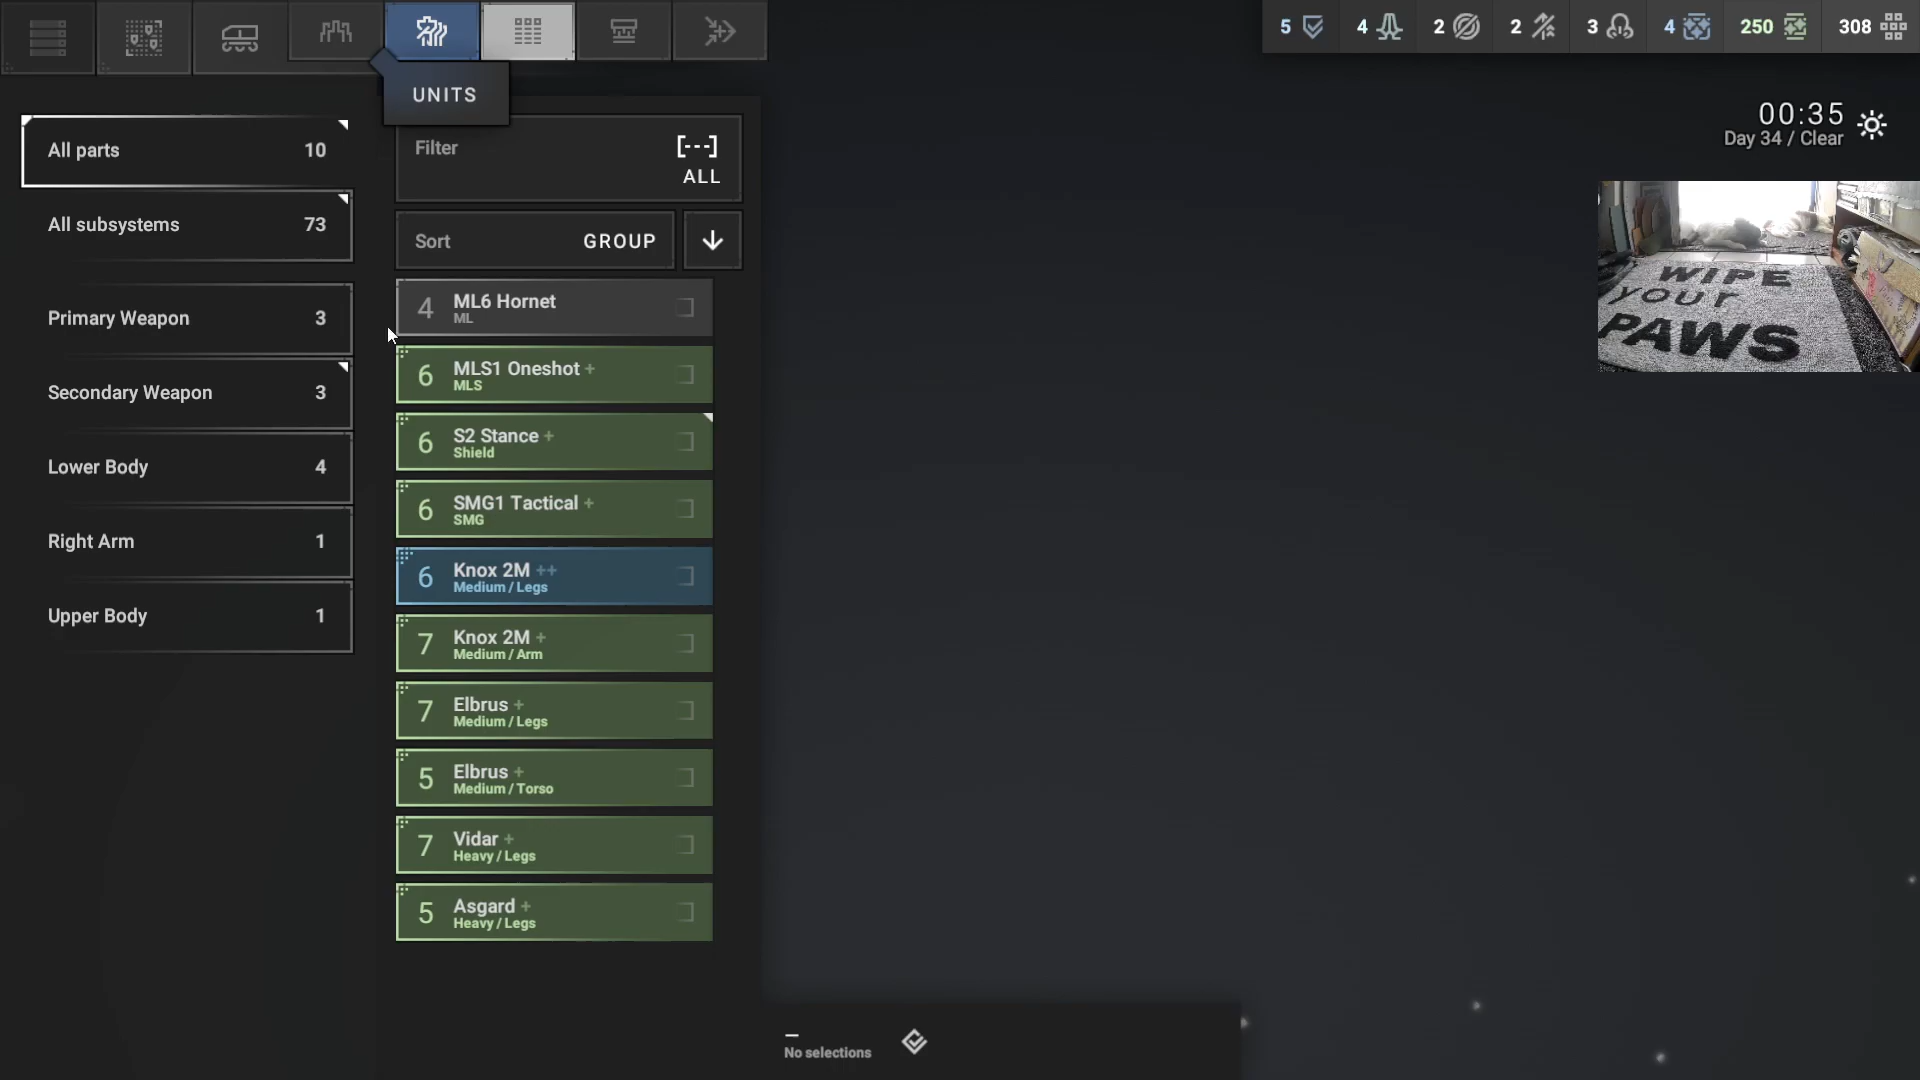 5 4 2 2 3 4 250 308
UNITS
00:35
Day 34 / Clear
All parts 10
All subsystems 73
Primary Weapon 3
Secondary Weapon 3
Lower Body 4
Right Arm 1
Upper Body 1
Filter [---]
ALL
Sort GROUP
4 ML6 Hornet
ML
6 MLS1 Oneshot +
MLS
6 S2 Stance +
Shield
6 SMG1 Tactical +
SMG
6 Knox 2M ++
Medium / Legs
7 Knox 2M +
Medium / Arm
7 Elbrus +
Medium / Legs
5 Elbrus +
Medium / Torso
7 Vidar +
Heavy / Legs
5 Asgard +
Heavy / Legs
WIPE
your
PAWS
–
No selections